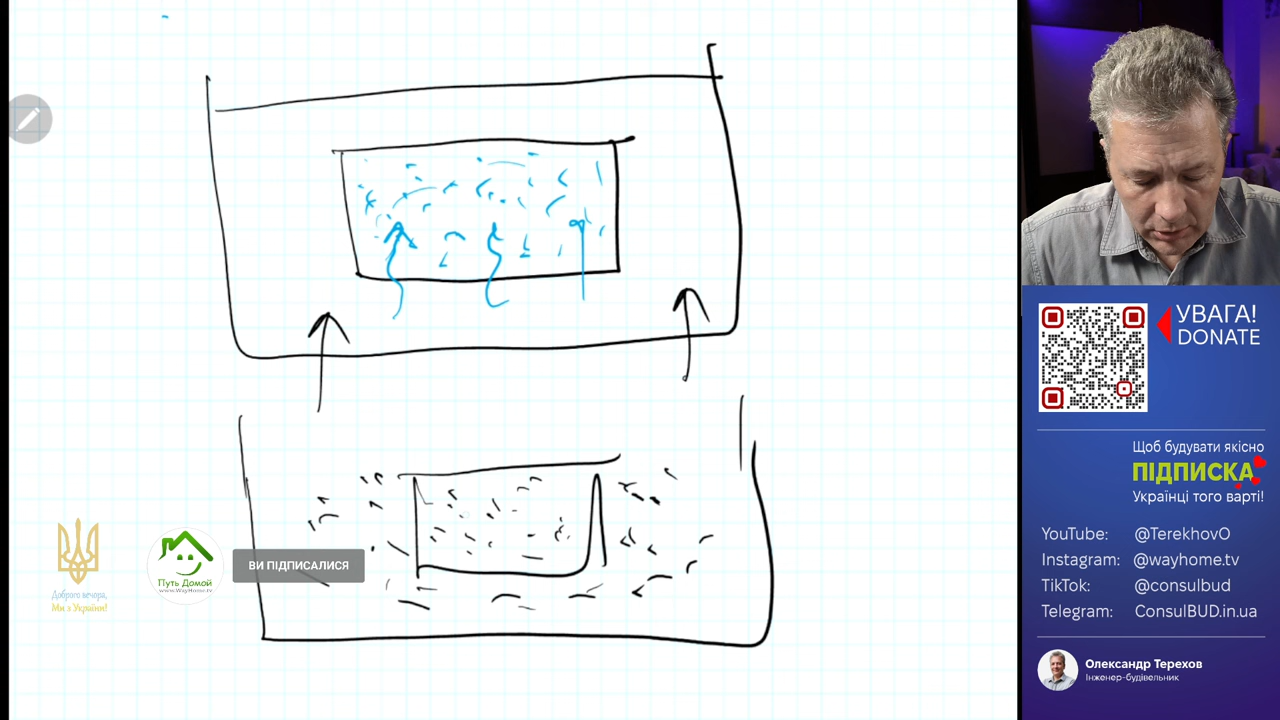 УВАГА!
DONATE
Щоб будувати якісно
ПІДПИСКА
Українці того варті!
YouTube: @TerekhovO
Instagram: @wayhome.tv
TikTok: @consulbud
Telegram: ConsulBUD.in.ua
Олександр Терехов
Інженер-будівельник
Доброго вечора,
Ми з України!
Путь Домой
www.WayHome.tv
ВИ ПІДПИСАЛИСЯ